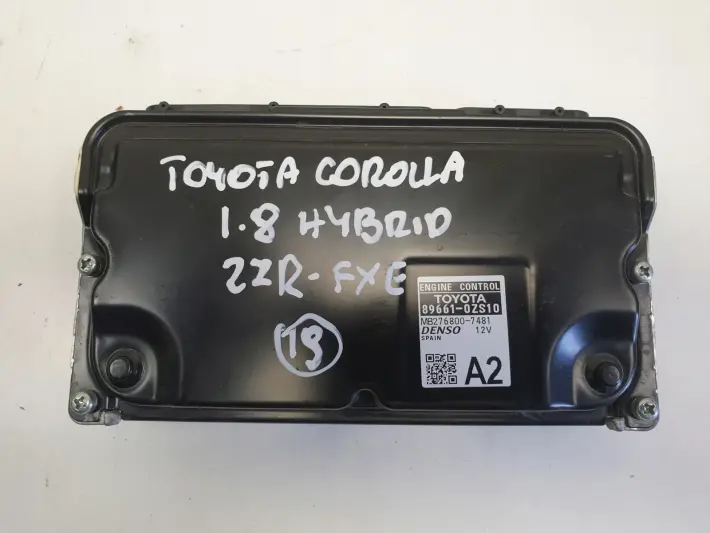 TOYOTA COROLLA
1.8 HYBRID
2ZR-FXE
19
ENGINE CONTROL
TOYOTA
89661-0ZS10
MB276800-7481
DENSO 12V
SPAIN
A2